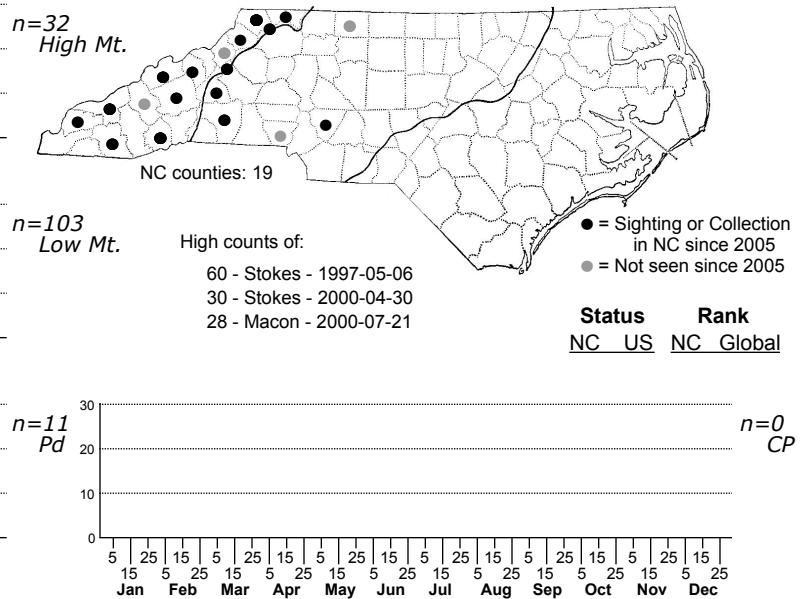 n=32
High Mt.
NC counties: 19
n=103
Low Mt.
High counts of:
60 - Stokes - 1997-05-06
30 - Stokes - 2000-04-30
28 - Macon - 2000-07-21
= Sighting or Collection
in NC since 2005
= Not seen since 2005
Status Rank
NC US NC Global
n=11
Pd
n=0
CP
30
20
10
0
5 25 15 5 25 15 5 25 15 5 25 15 5 25 15 5 25 15
15 5 25 15 5 25 15 5 25 15 5 25 15 5 25 15 5 25
Jan Feb Mar Apr May Jun Jul Aug Sep Oct Nov Dec